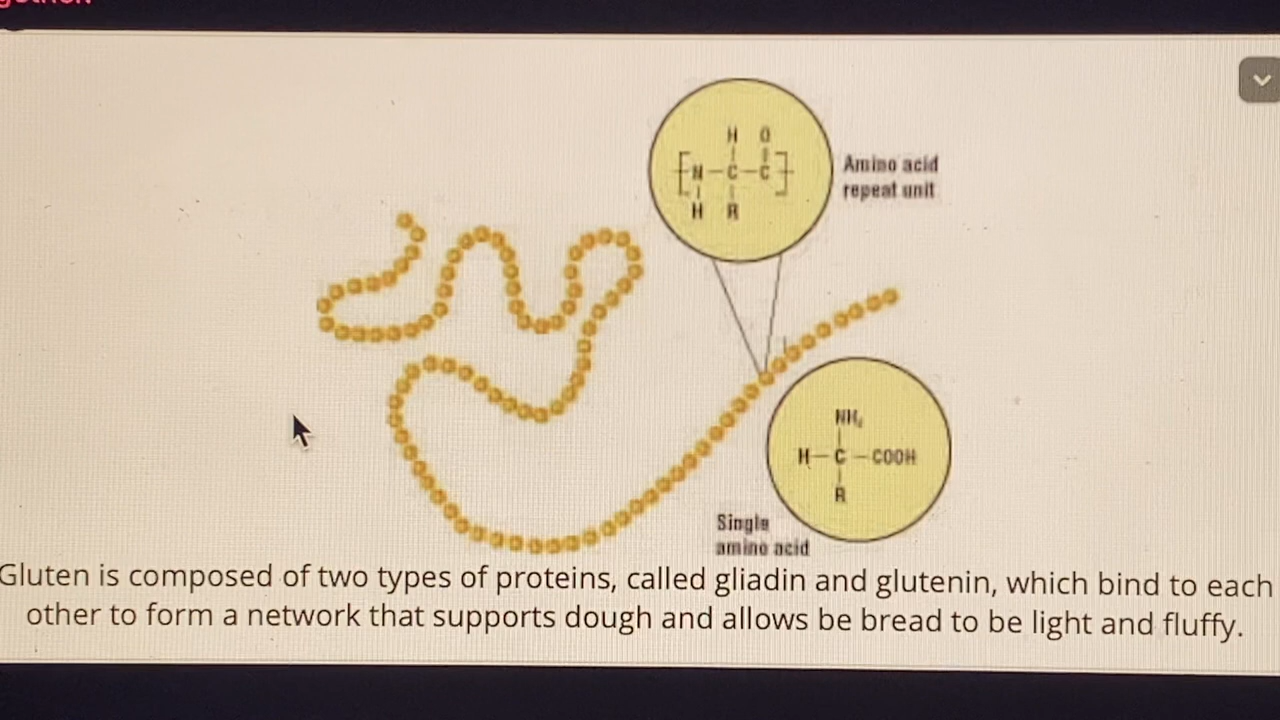 H O
N C C
H R
Amino acid
repeat unit
NH₂
H C COOH
R
Single
amino acid
Gluten is composed of two types of proteins, called gliadin and glutenin, which bind to each
other to form a network that supports dough and allows be bread to be light and fluffy.